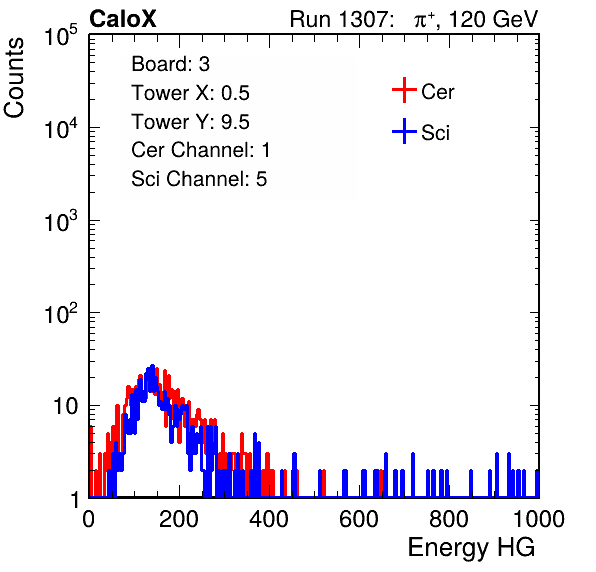 CaloX Run 1307: π⁺, 120 GeV
Counts
10⁵
10⁴
10³
10²
10
1
Board: 3
Tower X: 0.5
Tower Y: 9.5
Cer Channel: 1
Sci Channel: 5
Cer
Sci
0 200 400 600 800 1000
Energy HG